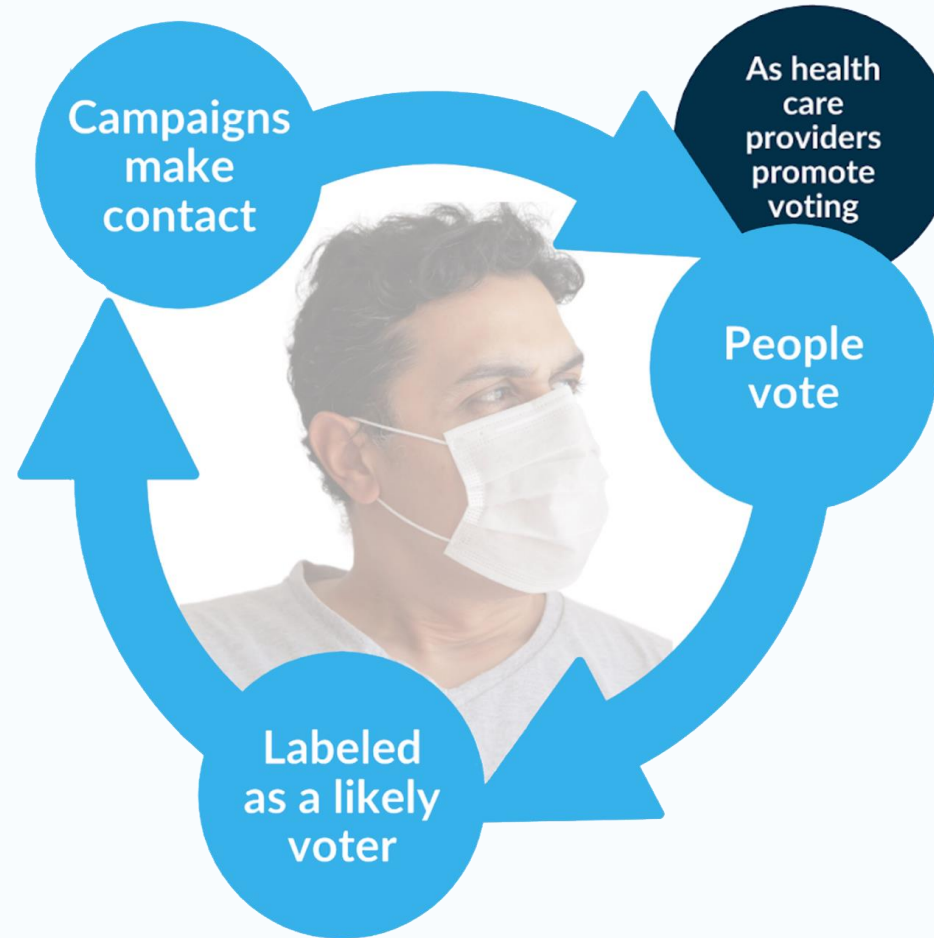 Campaigns
make
contact
As health
care
providers
promote
voting
People
vote
Labeled
as a likely
voter